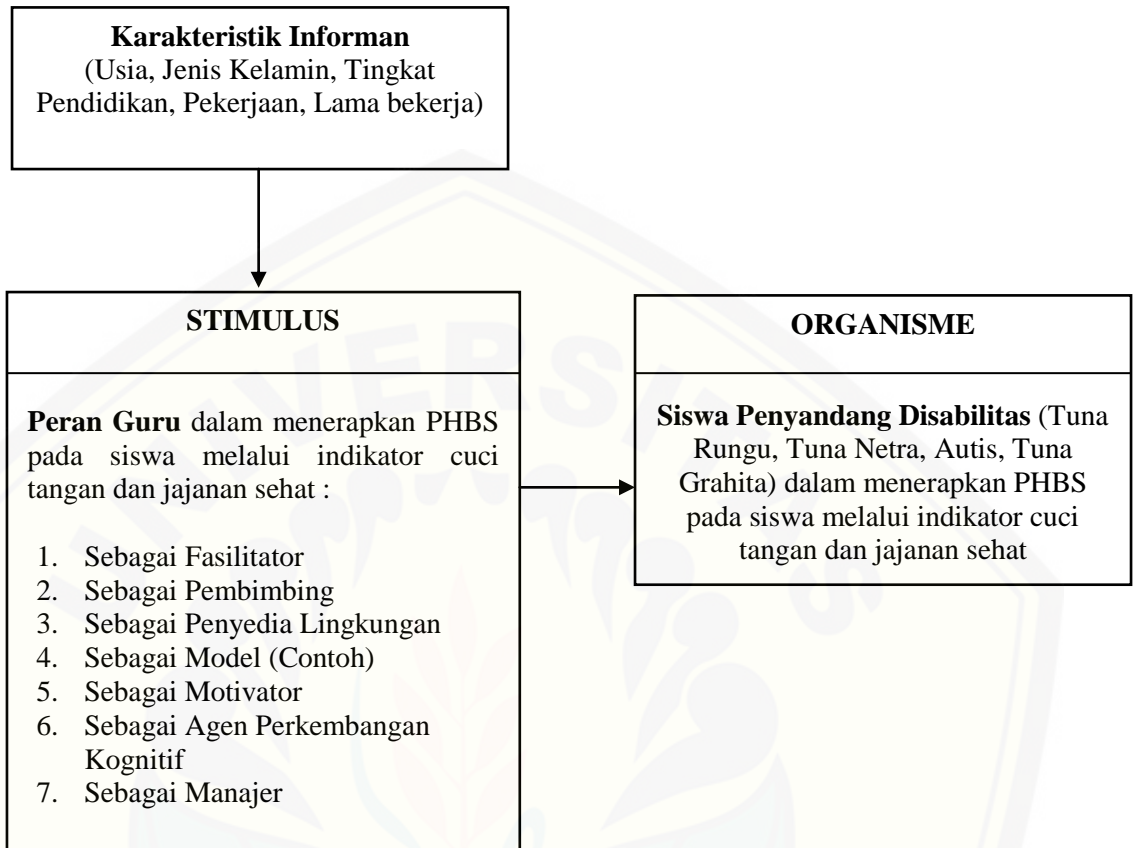 Karakteristik Informan
(Usia, Jenis Kelamin, Tingkat
Pendidikan, Pekerjaan, Lama bekerja)
STIMULUS
Peran Guru dalam menerapkan PHBS
pada siswa melalui indikator cuci
tangan dan jajanan sehat :
1. Sebagai Fasilitator
2. Sebagai Pembimbing
3. Sebagai Penyedia Lingkungan
4. Sebagai Model (Contoh)
5. Sebagai Motivator
6. Sebagai Agen Perkembangan
Kognitif
7. Sebagai Manajer
ORGANISME
Siswa Penyandang Disabilitas (Tuna
Rungu, Tuna Netra, Autis, Tuna
Grahita) dalam menerapkan PHBS
pada siswa melalui indikator cuci
tangan dan jajanan sehat
UNIVERSITAS